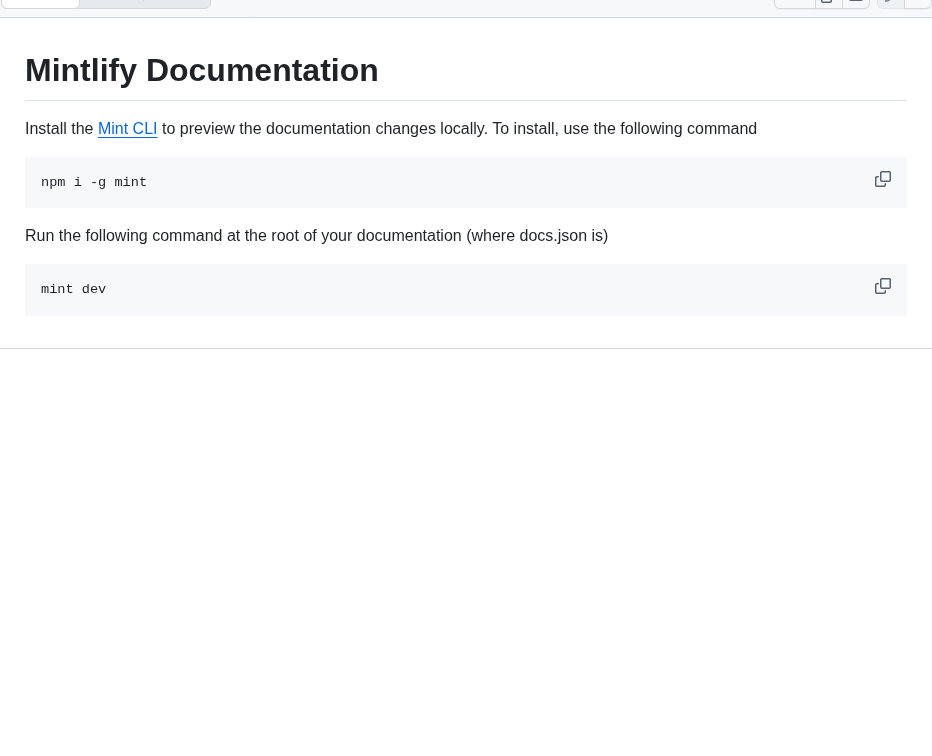 Mintlify Documentation
Install the Mint CLI to preview the documentation changes locally. To install, use the following command
npm i -g mint
Run the following command at the root of your documentation (where docs.json is)
mint dev